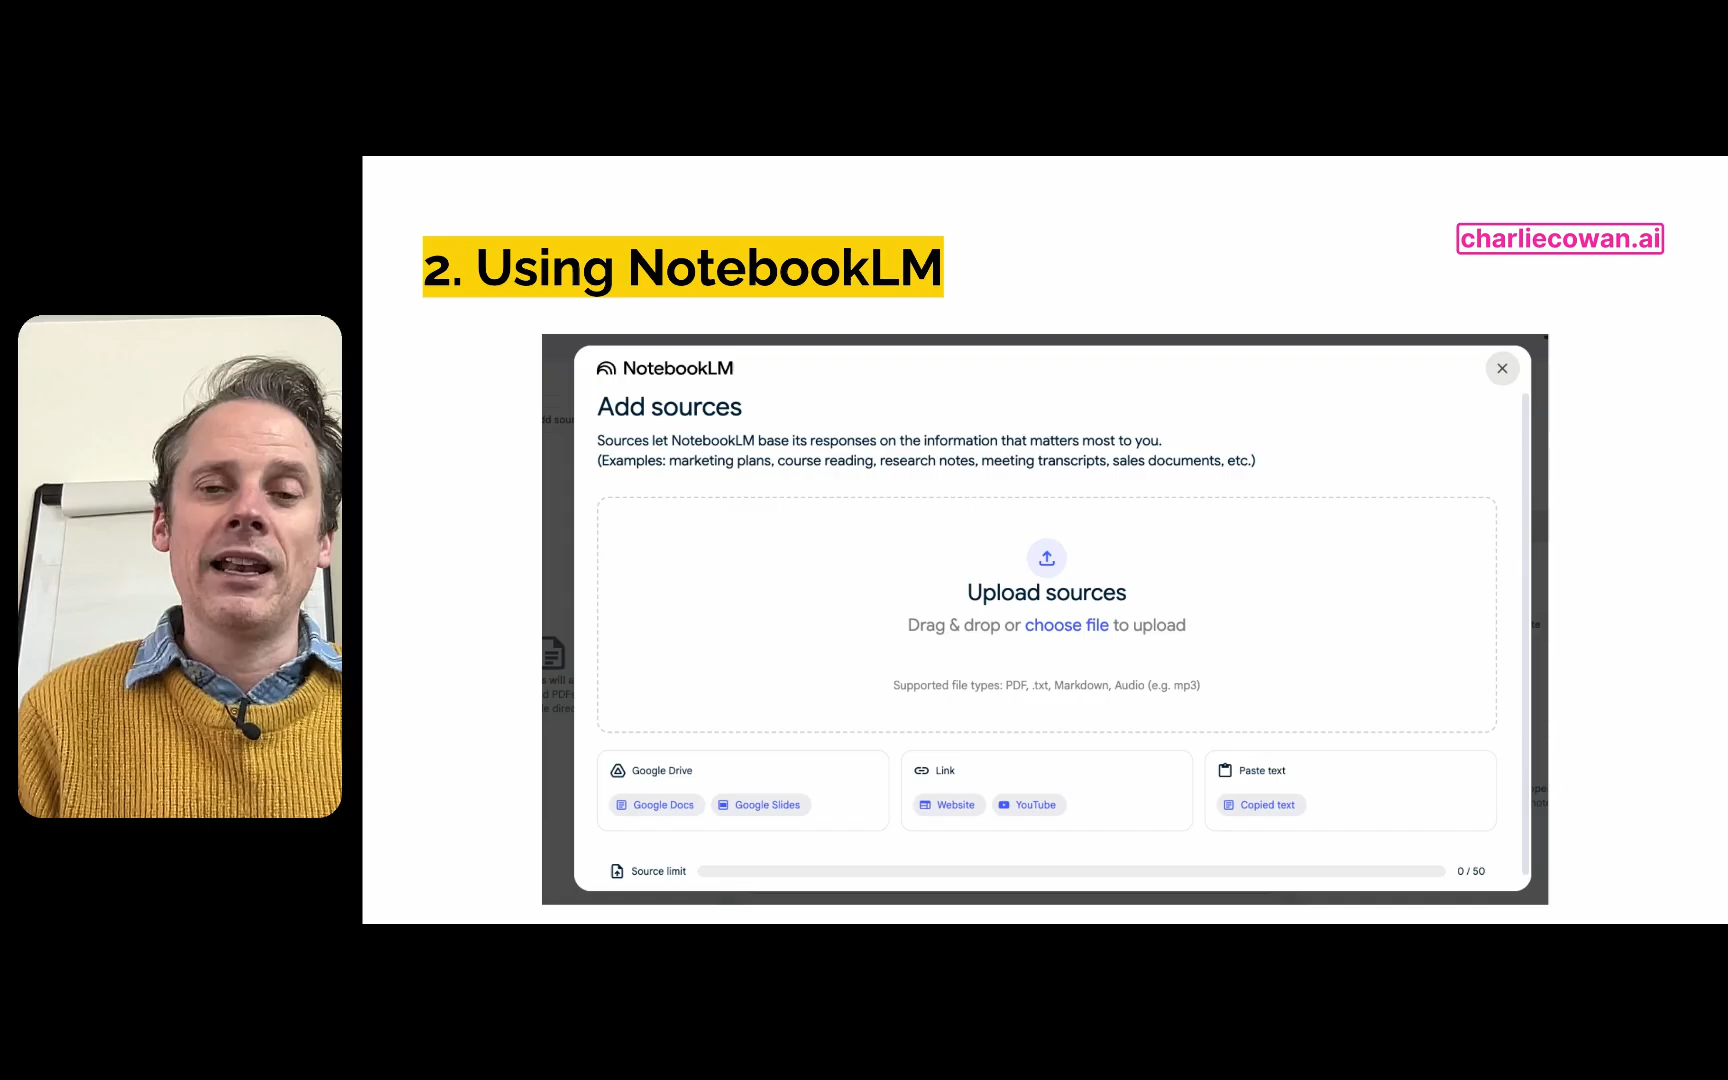 2. Using NotebookLM
charliecowan.ai
NotebookLM
Add sources
Sources let NotebookLM base its responses on the information that matters most to you.
(Examples: marketing plans, course reading, research notes, meeting transcripts, sales documents, etc.)
Upload sources
Drag & drop or choose file to upload
Supported file types: PDF, .txt, Markdown, Audio (e.g. mp3)
Google Drive
Google Docs
Google Slides
Link
Website
YouTube
Paste text
Copied text
Source limit
0 / 50